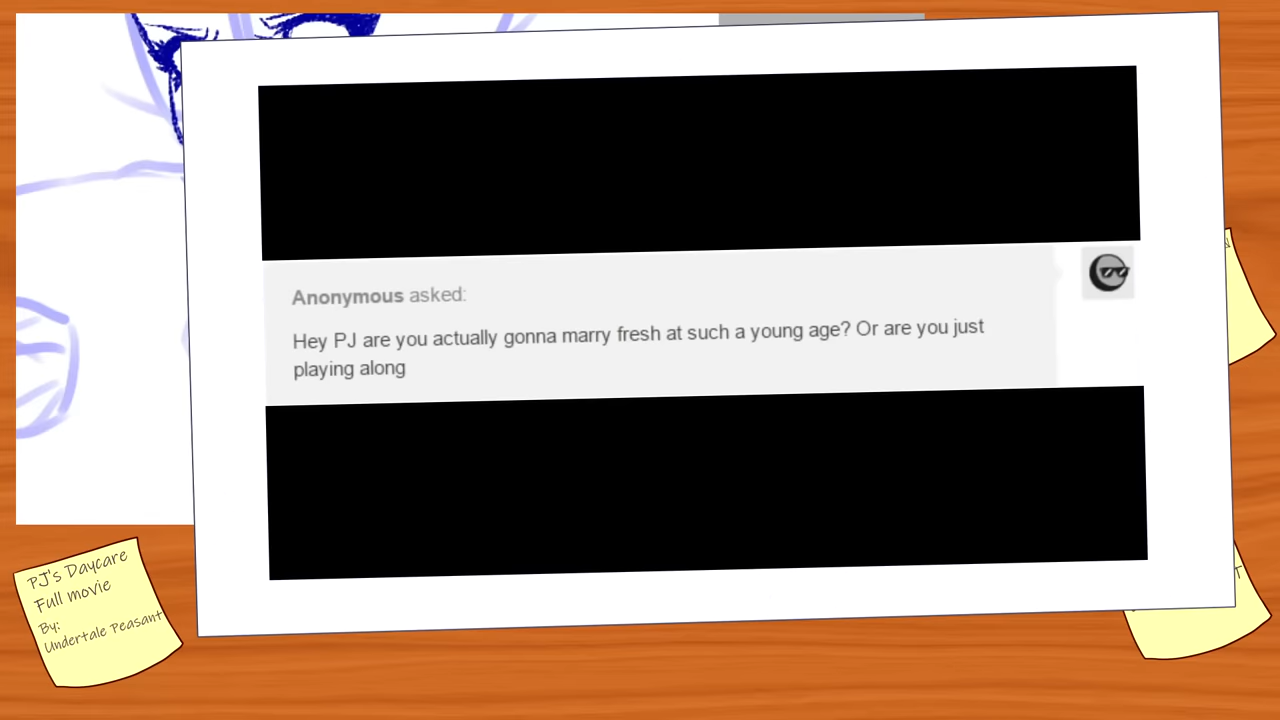 Anonymous asked:
Hey PJ are you actually gonna marry fresh at such a young age? Or are you just
playing along
PJ's Daycare
Full movie
By:
Undertale Peasant